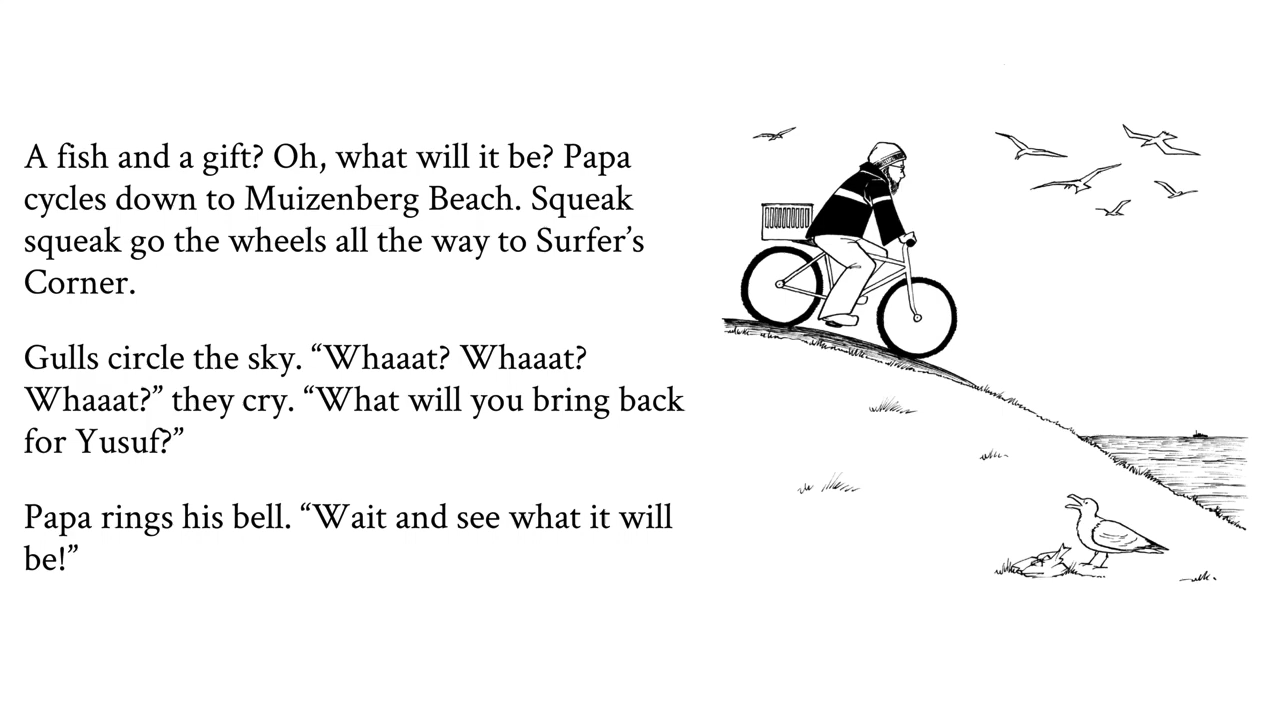 A fish and a gift? Oh, what will it be? Papa
cycles down to Muizenberg Beach. Squeak
squeak go the wheels all the way to Surfer’s
Corner.
Gulls circle the sky. “Whaaat? Whaaat?
Whaaat?” they cry. “What will you bring back
for Yusuf?”
Papa rings his bell. “Wait and see what it will
be!”